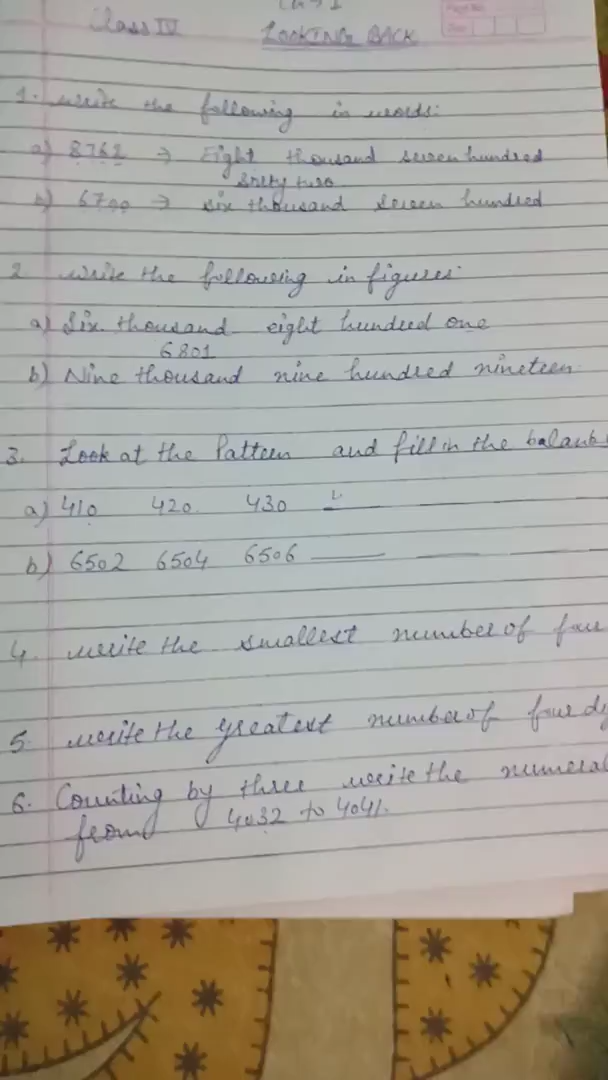 Ch → 1
Class IV LOOKING BACK
1. write the following in words:
a) 8762 → Eight thousand seven hundred
sixty two
b) 6700 → six thousand seven hundred
2 write the following in figures:
a) Six thousand eight hundred one
6801
b) Nine thousand nine hundred nineteen
3. Look at the Pattern and fill in the
a) 410 420 430
b) 6502 6504 6506
4. write the smallest number of four
5. write the greatest number of four
6. Counting by three write the numeral
from 4032 to 4041.